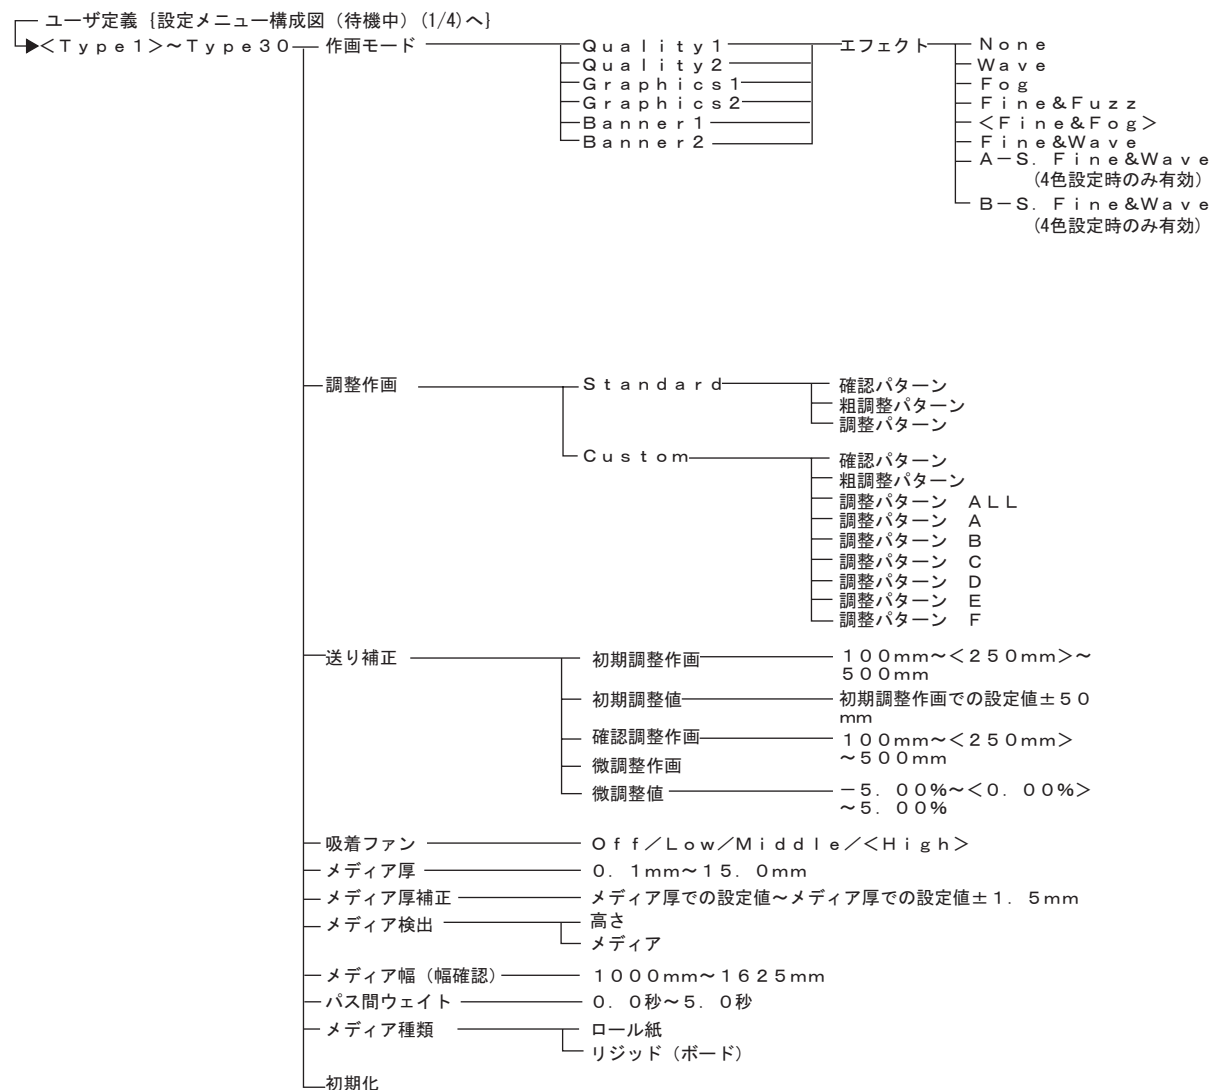 ユーザ定義{設定メニュー構成図(待機中)(1/4)へ}
<Type1>~Type30
作画モード
Quality1
Quality2
Graphics1
Graphics2
Banner1
Banner2
エフェクト
None
Wave
Fog
Fine&Fuzz
<Fine&Fog>
Fine&Wave
A-S. Fine&Wave
(4色設定時のみ有効)
B-S. Fine&Wave
(4色設定時のみ有効)
調整作画
Standard
確認パターン
粗調整パターン
調整パターン
Custom
確認パターン
粗調整パターン
調整パターン ALL
調整パターン A
調整パターン B
調整パターン C
調整パターン D
調整パターン E
調整パターン F
送り補正
初期調整作画
100mm~<250mm>~
500mm
初期調整値
初期調整作画での設定値±50
mm
確認調整作画
100mm~<250mm>
~500mm
微調整作画
微調整値
-5.00%~<0.00%>
~5.00%
吸着ファン
Off/Low/Middle/<High>
メディア厚
0.1mm~15.0mm
メディア厚補正
メディア厚での設定値~メディア厚での設定値±1.5mm
メディア検出
高さ
メディア
メディア幅(幅確認)
1000mm~1625mm
パス間ウェイト
0.0秒~5.0秒
メディア種類
ロール紙
リジッド(ボード)
初期化